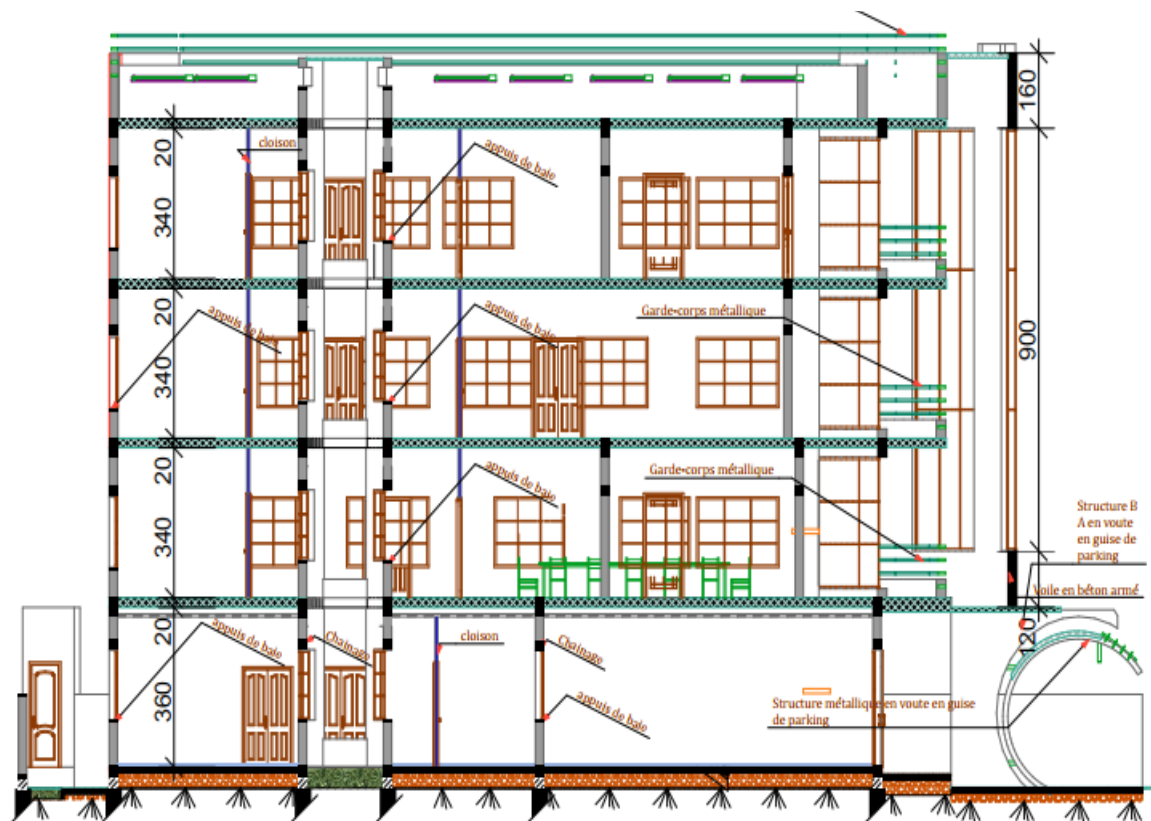 160
20
cloison
appuis de baie
340
20
appuis de baie
appuis de baie
Garde-corps métallique
340
900
20
appuis de baie
Garde-corps métallique
340
Structure B
A en voute
en guise de
parking
Voile en béton armé
20
appuis de baie
Chainage
cloison
Chainage
120
360
appuis de baie
Structure métallique en voute en guise
de parking